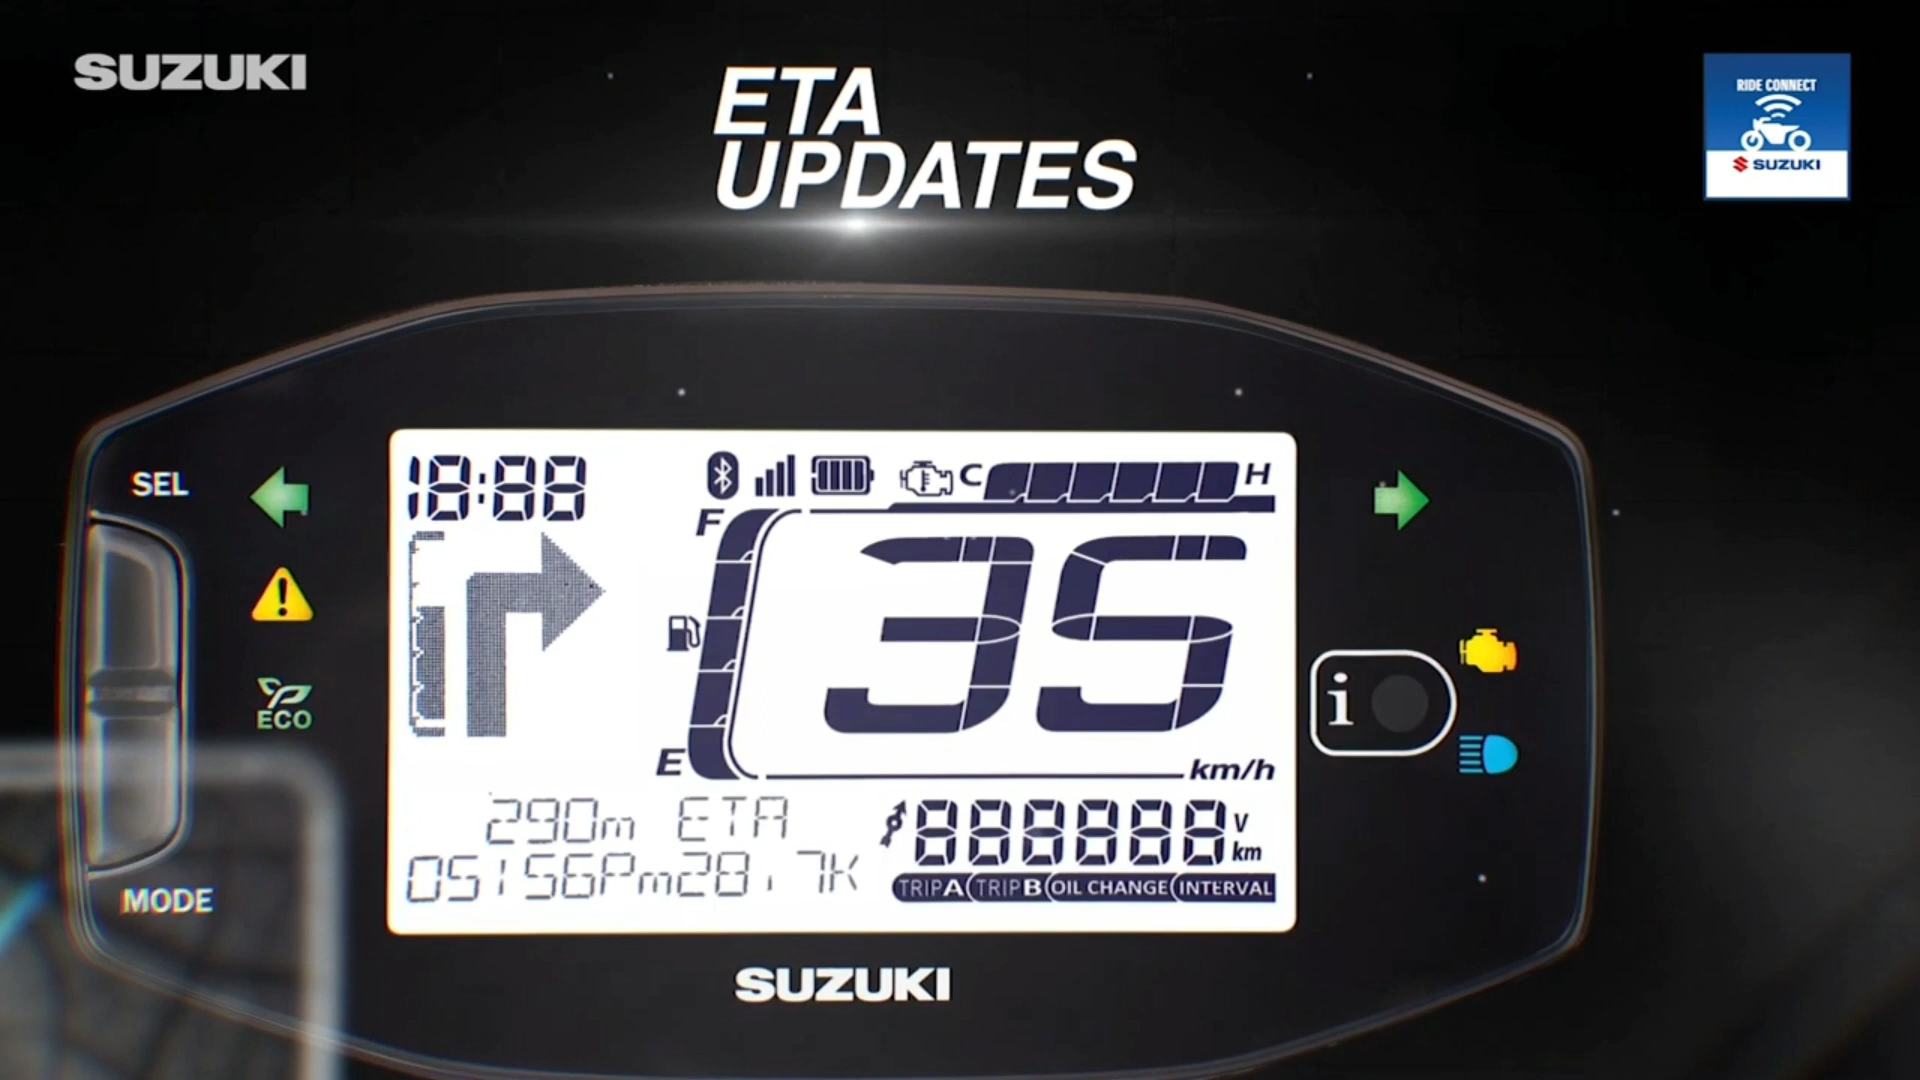 SUZUKI
ETA
UPDATES
RIDE CONNECT
SUZUKI
SEL
18:88
C
H
F
35
E
km/h
ECO
i
290m ETA
05:56Pm28.7K
888888
V
km
TRIP A
TRIP B
OIL CHANGE
INTERVAL
MODE
SUZUKI